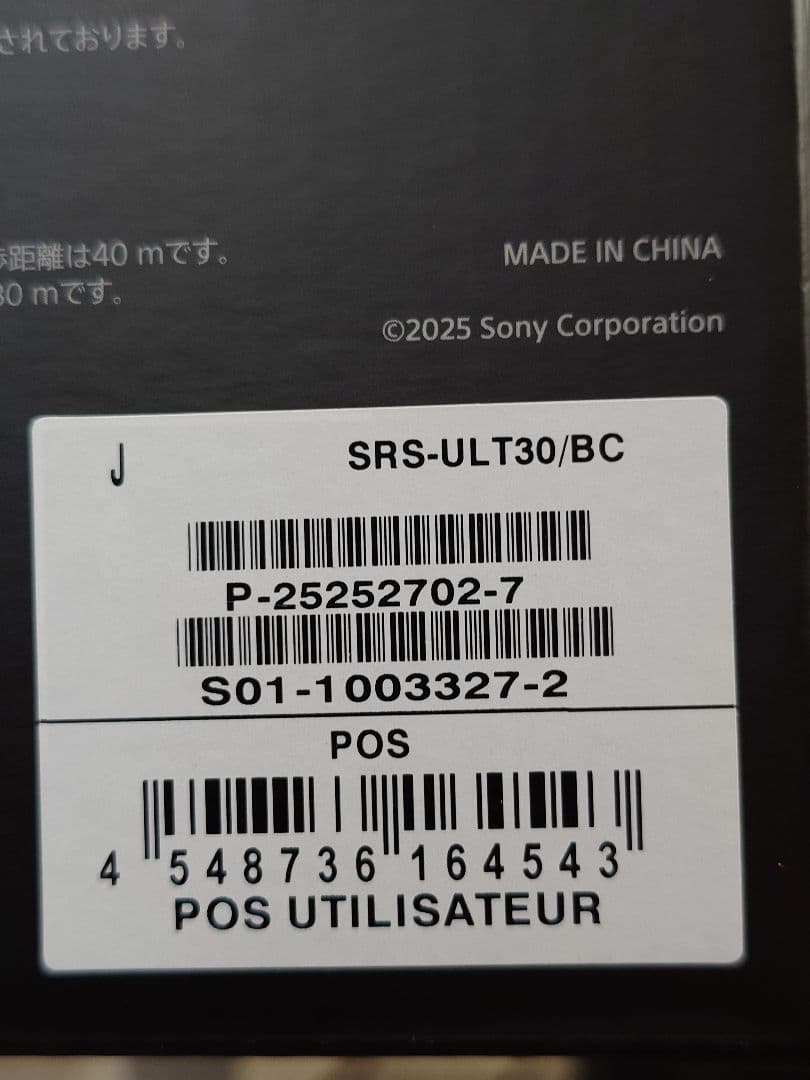 されております。
距離は40 mです。
30 mです。
MADE IN CHINA
©2025 Sony Corporation
J
SRS-ULT30/BC
P-25252702-7
S01-1003327-2
POS
4 548736 164543
POS UTILISATEUR